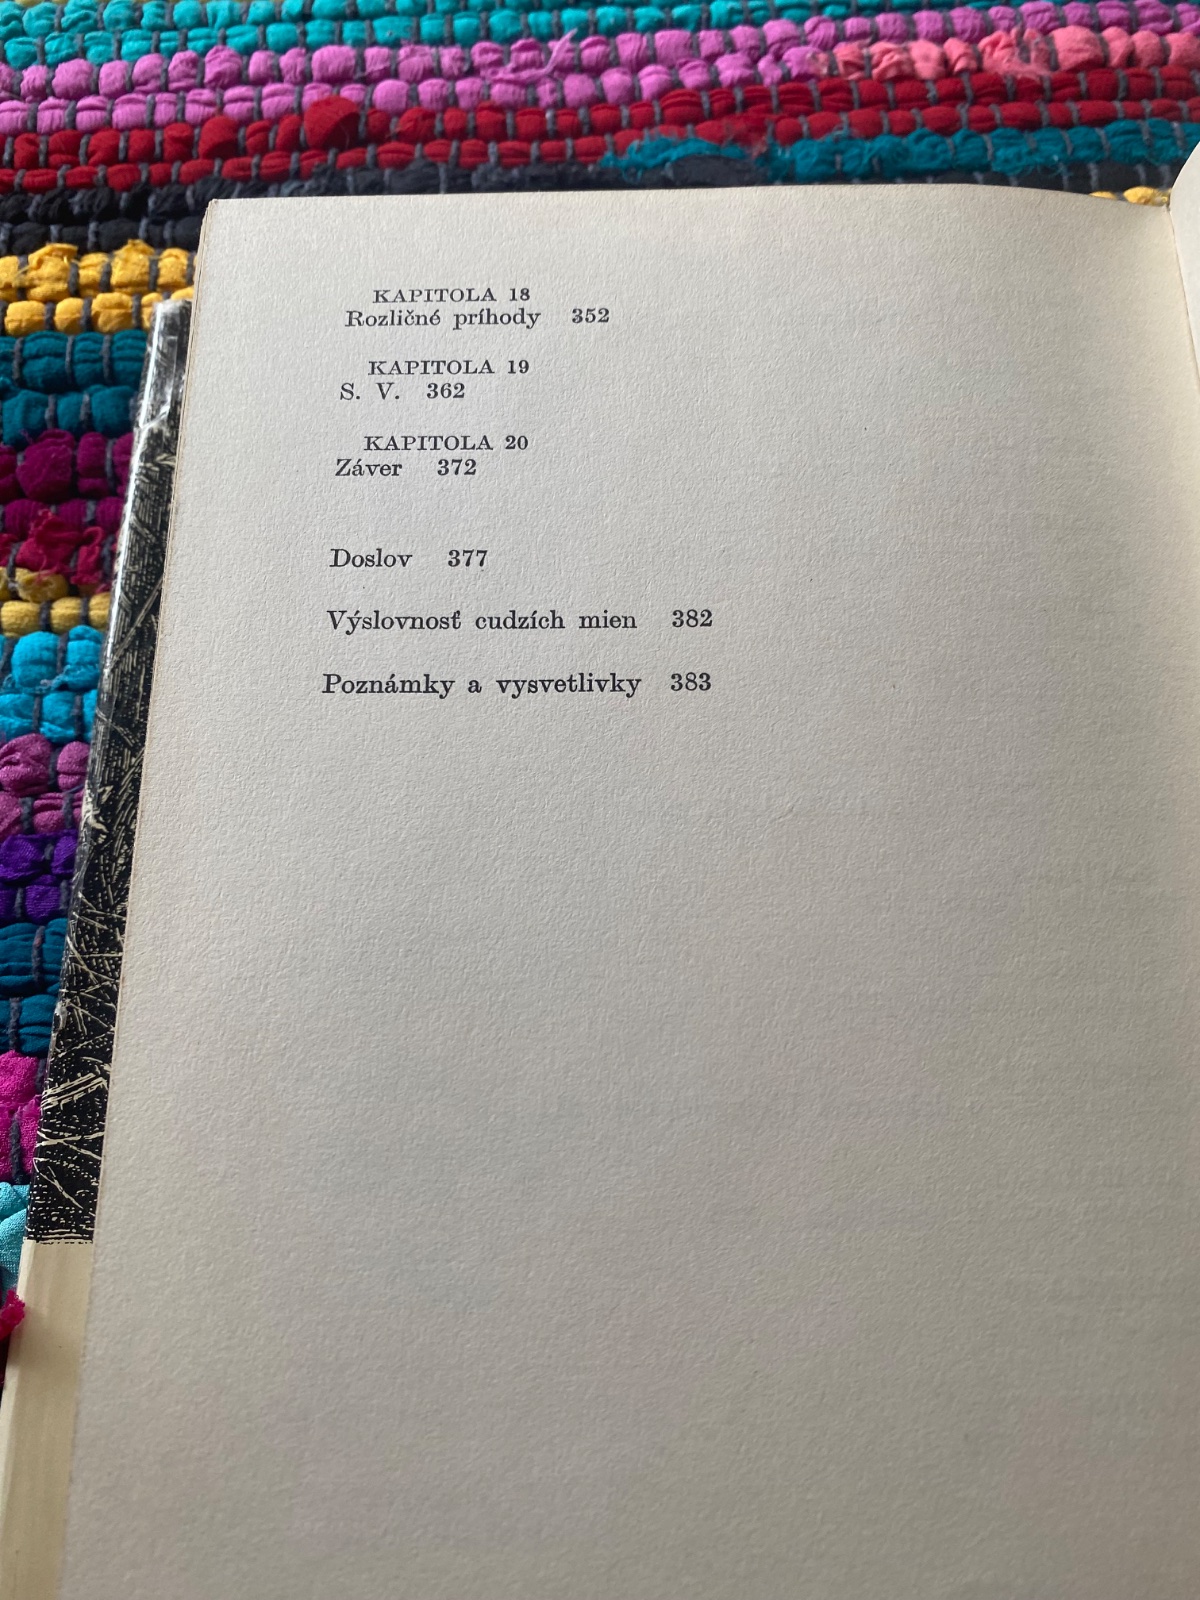 KAPITOLA 18
Rozličné príhody 352
KAPITOLA 19
S. V. 362
KAPITOLA 20
Záver 372
Doslov 377
Výslovnosť cudzích mien 382
Poznámky a vysvetlivky 383